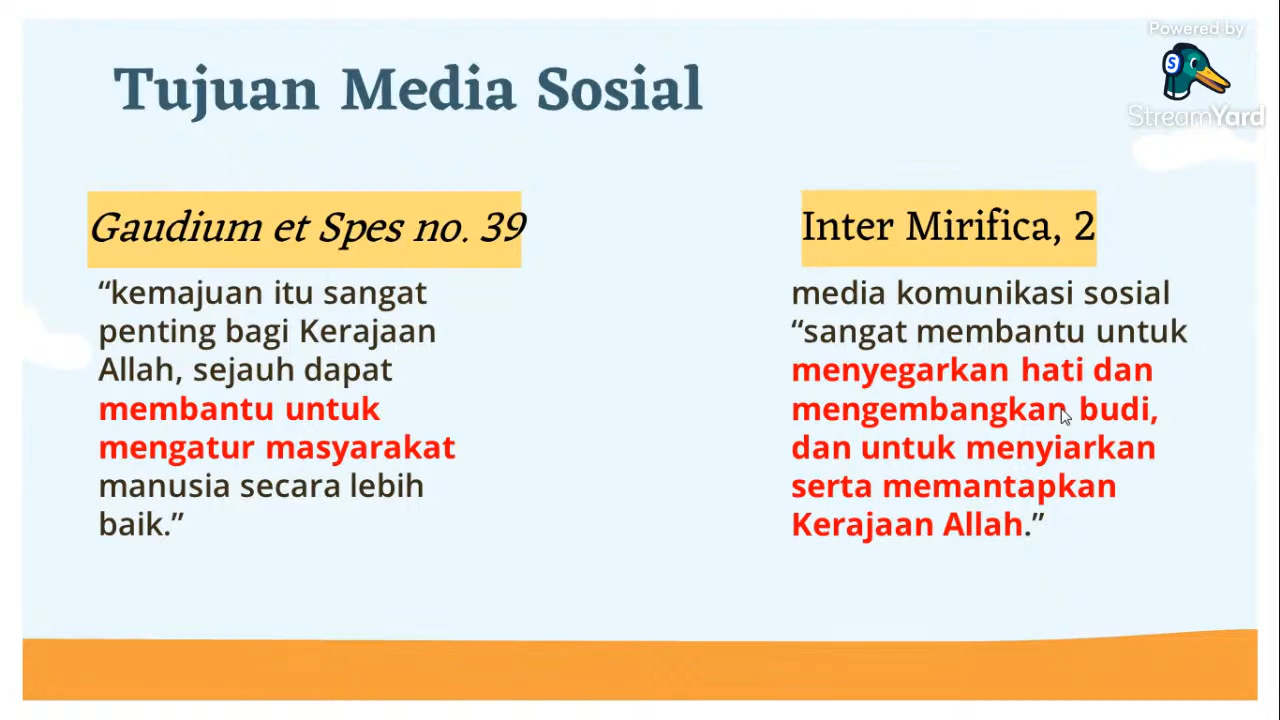 Powered by
StreamYard
Tujuan Media Sosial
Gaudium et Spes no. 39
“kemajuan itu sangat
penting bagi Kerajaan
Allah, sejauh dapat
membantu untuk
mengatur masyarakat
manusia secara lebih
baik.”
Inter Mirifica, 2
media komunikasi sosial
“sangat membantu untuk
menyegarkan hati dan
mengembangkan budi,
dan untuk menyiarkan
serta memantapkan
Kerajaan Allah.”